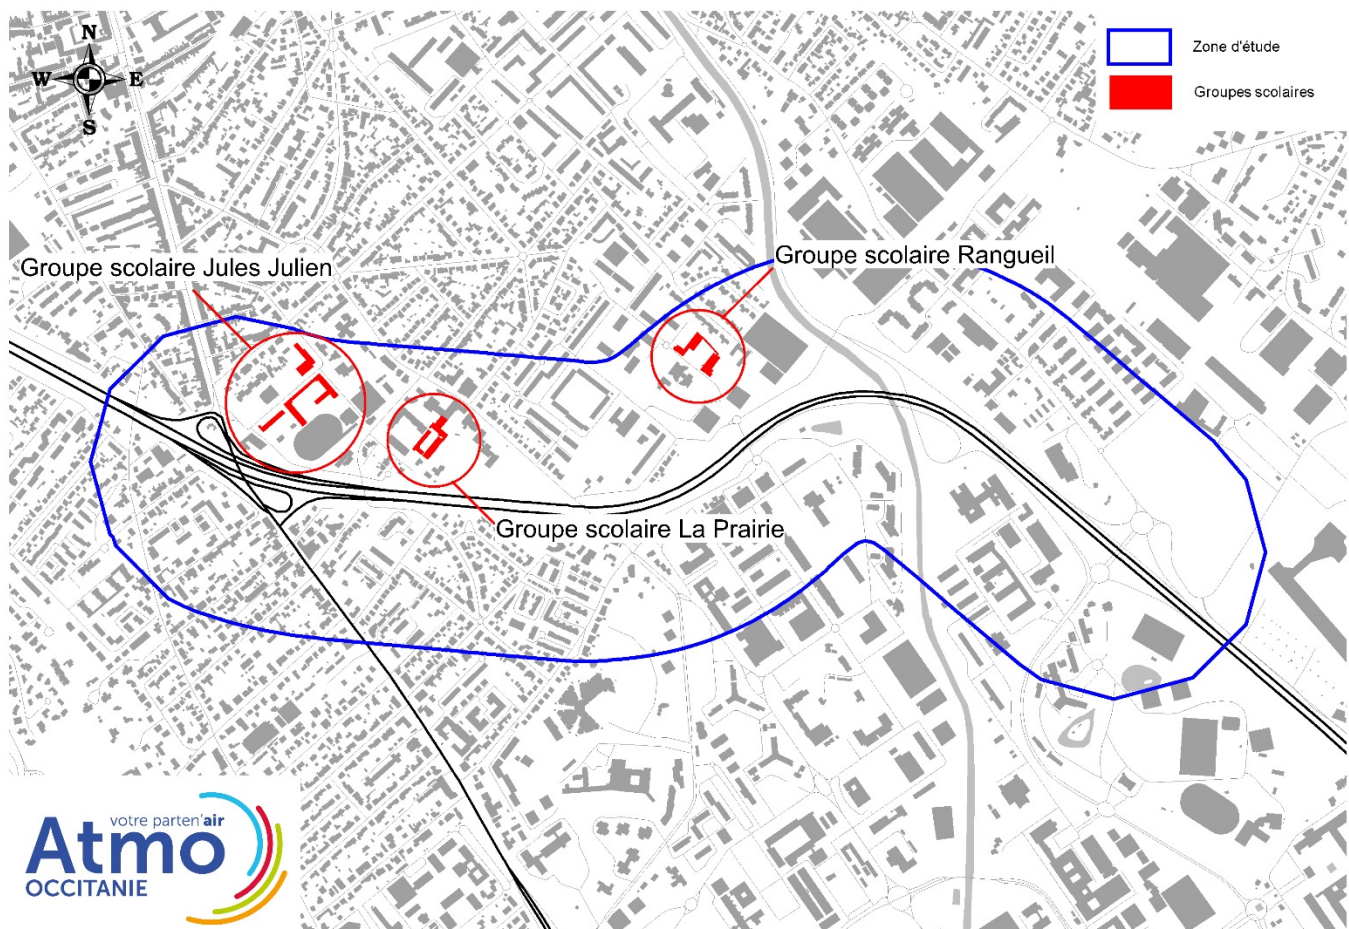 N
W E
S
Zone d'étude
Groupes scolaires
Groupe scolaire Jules Julien
Groupe scolaire Rangueil
Groupe scolaire La Prairie
votre parten'air
Atmo
OCCITANIE